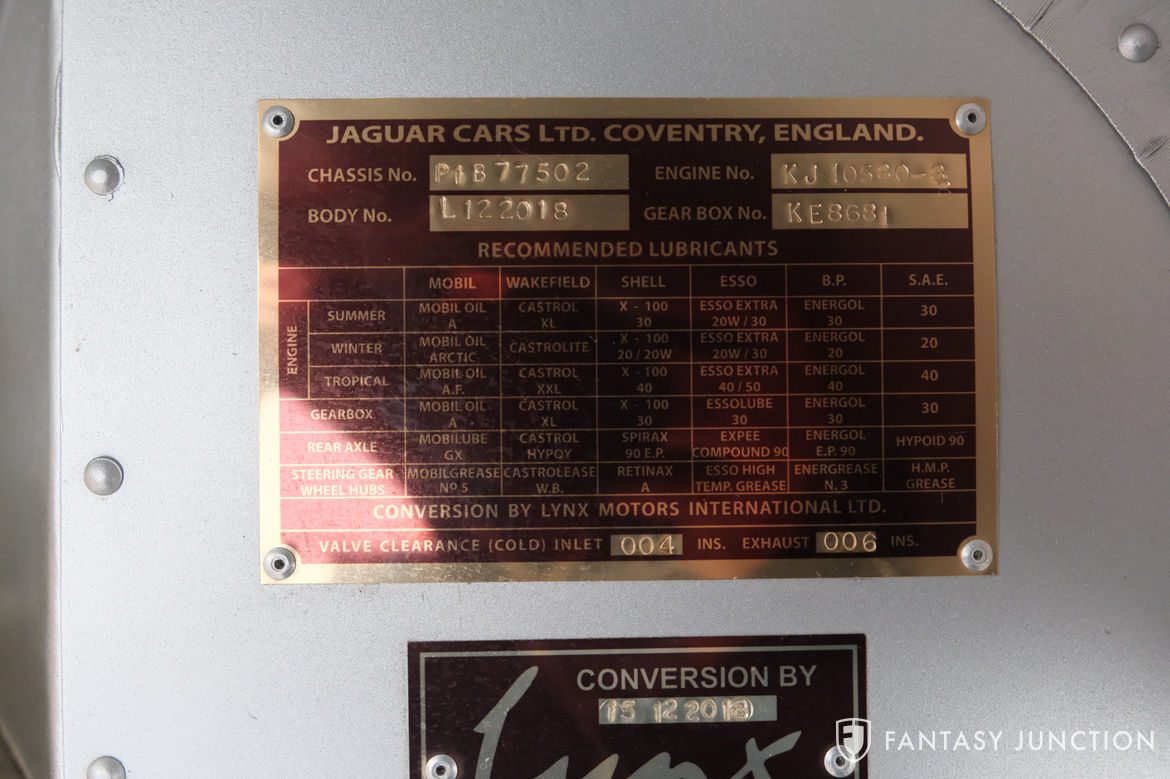 JAGUAR CARS LTD. COVENTRY, ENGLAND.
CHASSIS No. P1B77502 ENGINE No.
BODY No. L122018 GEAR BOX No. KE8681
RECOMMENDED LUBRICANTS
MOBIL WAKEFIELD SHELL ESSO B.P. S.A.E.
ENGINE
SUMMER MOBIL OIL A CASTROL XL X - 100 30 ESSO EXTRA 20W / 30 ENERGOL 30 30
WINTER MOBIL OIL ARCTIC CASTROLITE X - 100 20 / 20W ESSO EXTRA 20W / 30 ENERGOL 20 20
TROPICAL MOBIL OIL A.F. CASTROL XXL X - 100 40 ESSO EXTRA 40 / 50 ENERGOL 40 40
GEARBOX MOBIL OIL A CASTROL XL X - 100 30 ESSOLUBE 30 ENERGOL 30 30
REAR AXLE MOBILUBE GX CASTROL HYPOY SPIRAX 90 E.P. EXPEE COMPOUND 90 ENERGOL E.P. 90 HYPOID 90
STEERING GEAR WHEEL HUBS MOBILGREASE Nº 5 CASTROLEASE W.B. RETINAX A ESSO HIGH TEMP. GREASE ENERGREASE N. 3 H.M.P. GREASE
CONVERSION BY LYNX MOTORS INTERNATIONAL LTD.
VALVE CLEARANCE (COLD) INLET 004 INS. EXHAUST 006 INS.
CONVERSION BY
15 12 2018
Lynx
FANTASY JUNCTION